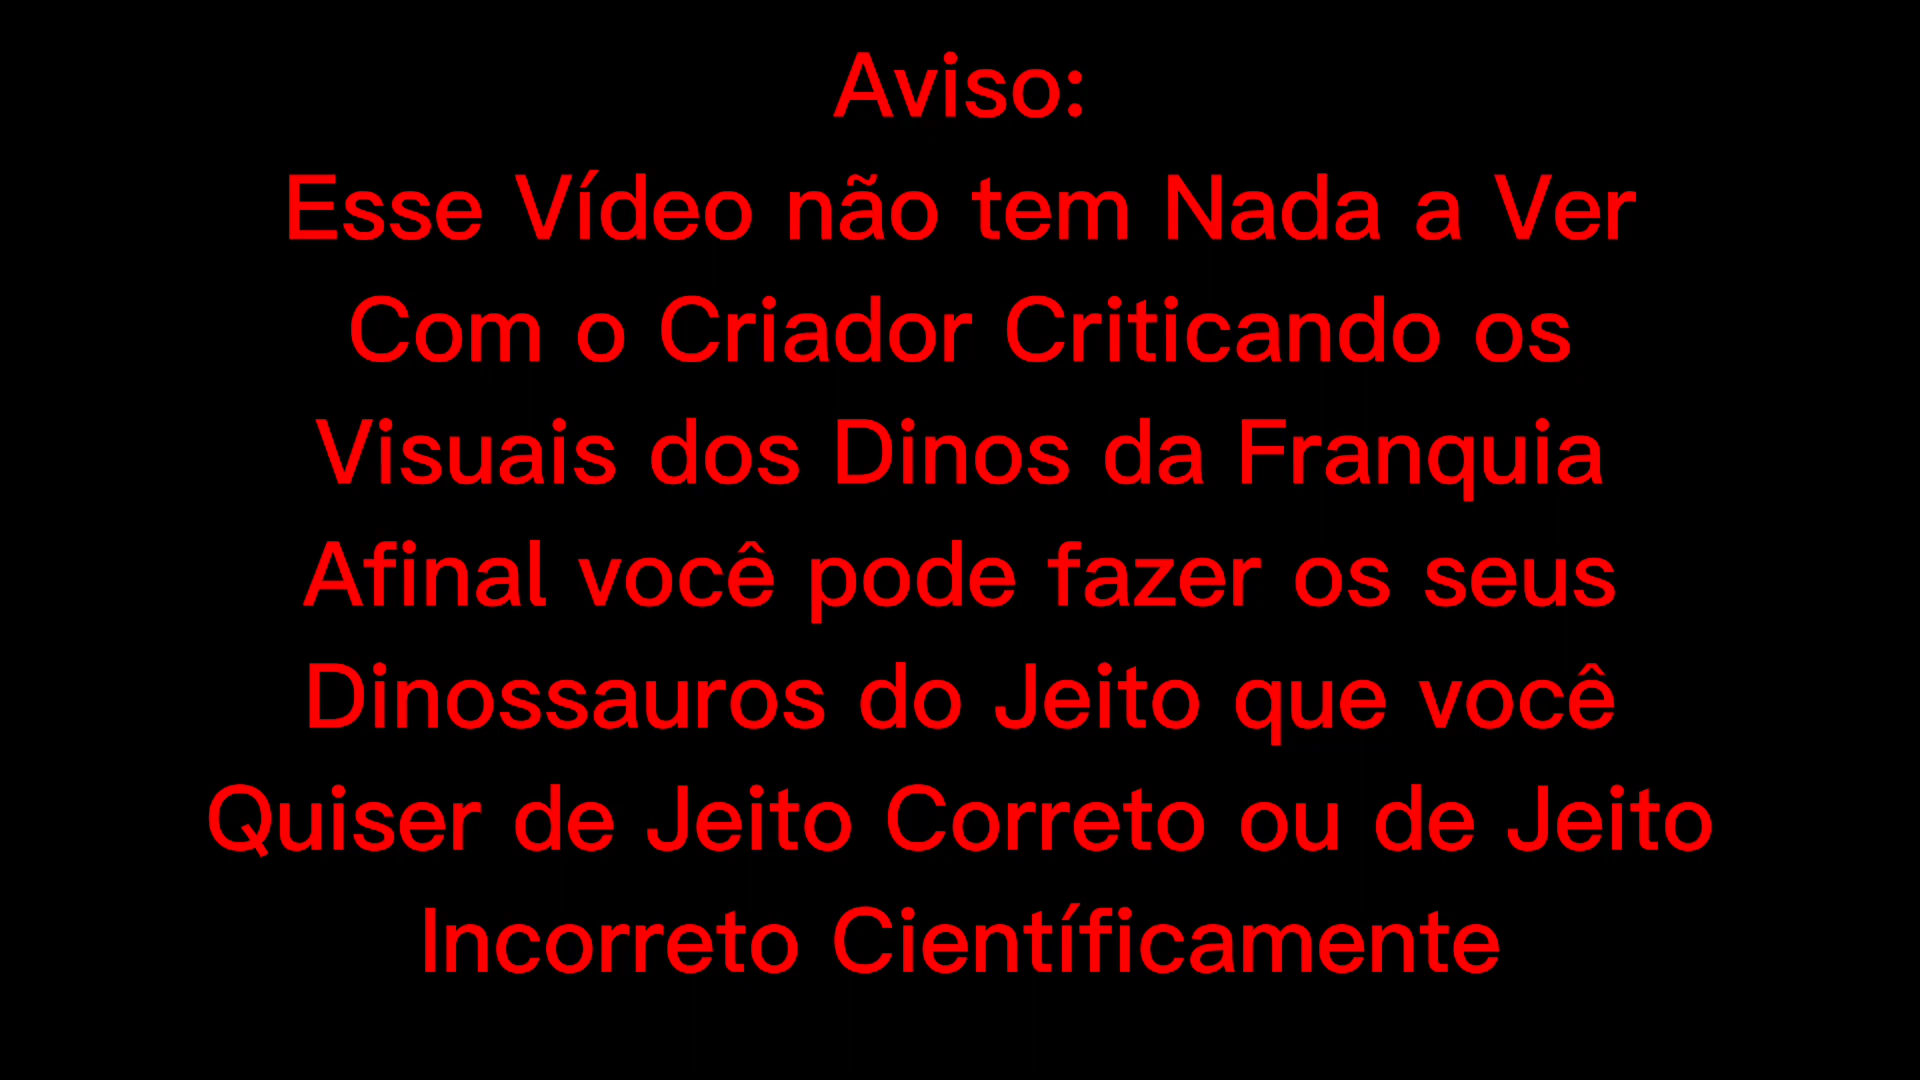 Aviso:
Esse Vídeo não tem Nada a Ver
Com o Criador Criticando os
Visuais dos Dinos da Franquia
Afinal você pode fazer os seus
Dinossauros do Jeito que você
Quiser de Jeito Correto ou de Jeito
Incorreto Científicamente